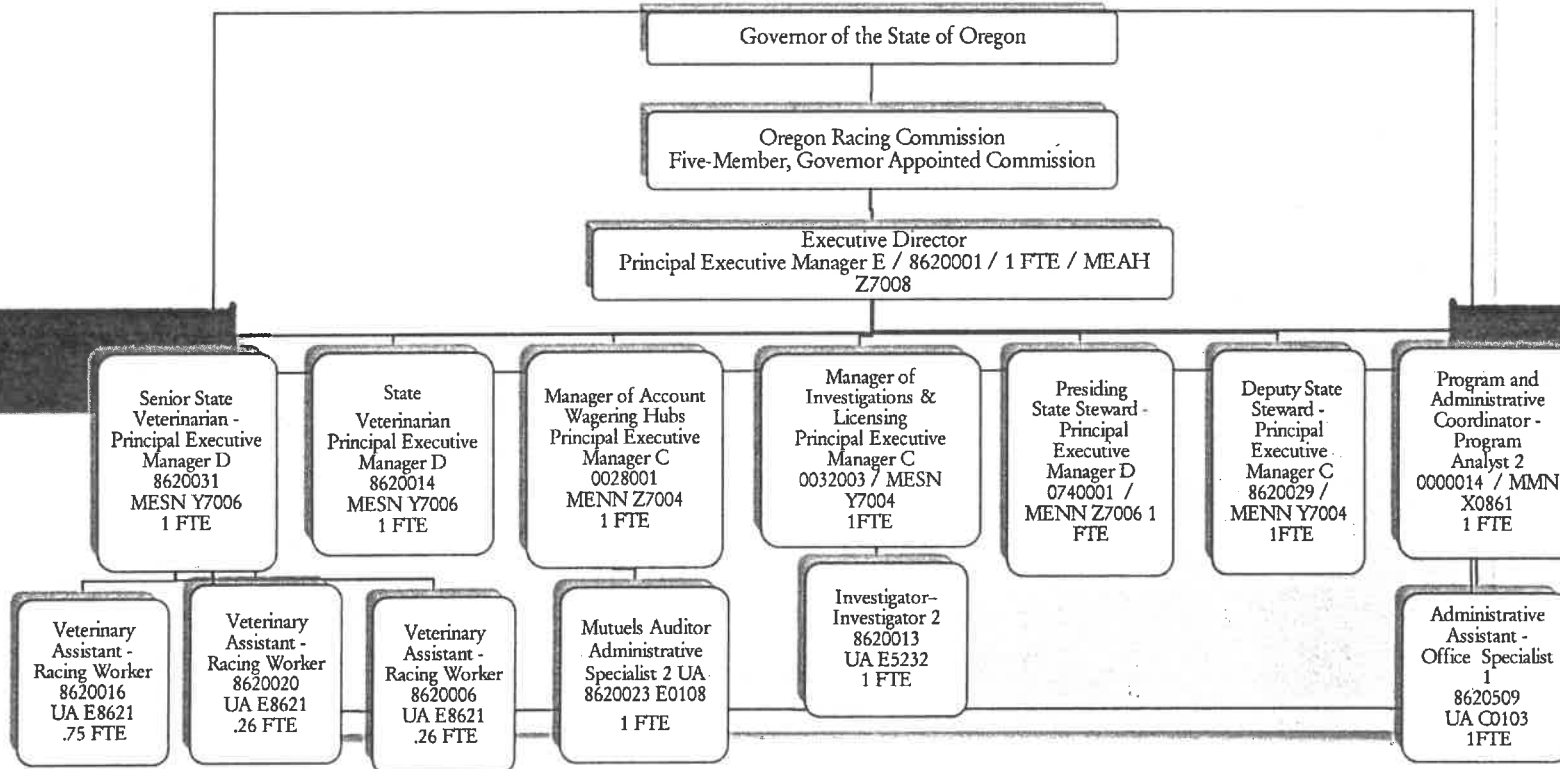 Governor of the State of Oregon
Oregon Racing Commission
Five-Member, Governor Appointed Commission
Executive Director
Principal Executive Manager E / 8620001 / 1 FTE / MEAH
Z7008
Senior State
Veterinarian -
Principal Executive
Manager D
8620031
MESN Y7006
1 FTE
State
Veterinarian
Principal Executive
Manager D
8620014
MESN Y7006
1 FTE
Manager of Account
Wagering Hubs
Principal Executive
Manager C
0028001
MENN Z7004
1 FTE
Manager of
Investigations &
Licensing
Principal Executive
Manager C
0032003 / MESN
Y7004
1FTE
Presiding
State Steward -
Principal
Executive
Manager D
0740001 /
MENN Z7006 1
FTE
Deputy State
Steward -
Principal
Executive
Manager C
8620029 /
MENN Y7004
1FTE
Program and
Administrative
Coordinator -
Program
Analyst 2
0000014 / MMN
X0861
1 FTE
Veterinary
Assistant -
Racing Worker
8620016
UA E8621
.75 FTE
Veterinary
Assistant -
Racing Worker
8620020
UA E8621
.26 FTE
Veterinary
Assistant -
Racing Worker
8620006
UA E8621
.26 FTE
Mutuels Auditor
Administrative
Specialist 2 UA
8620023 E0108
1 FTE
Investigator–
Investigator 2
8620013
UA E5232
1 FTE
Administrative
Assistant -
Office Specialist
1
8620509
UA C0103
1FTE